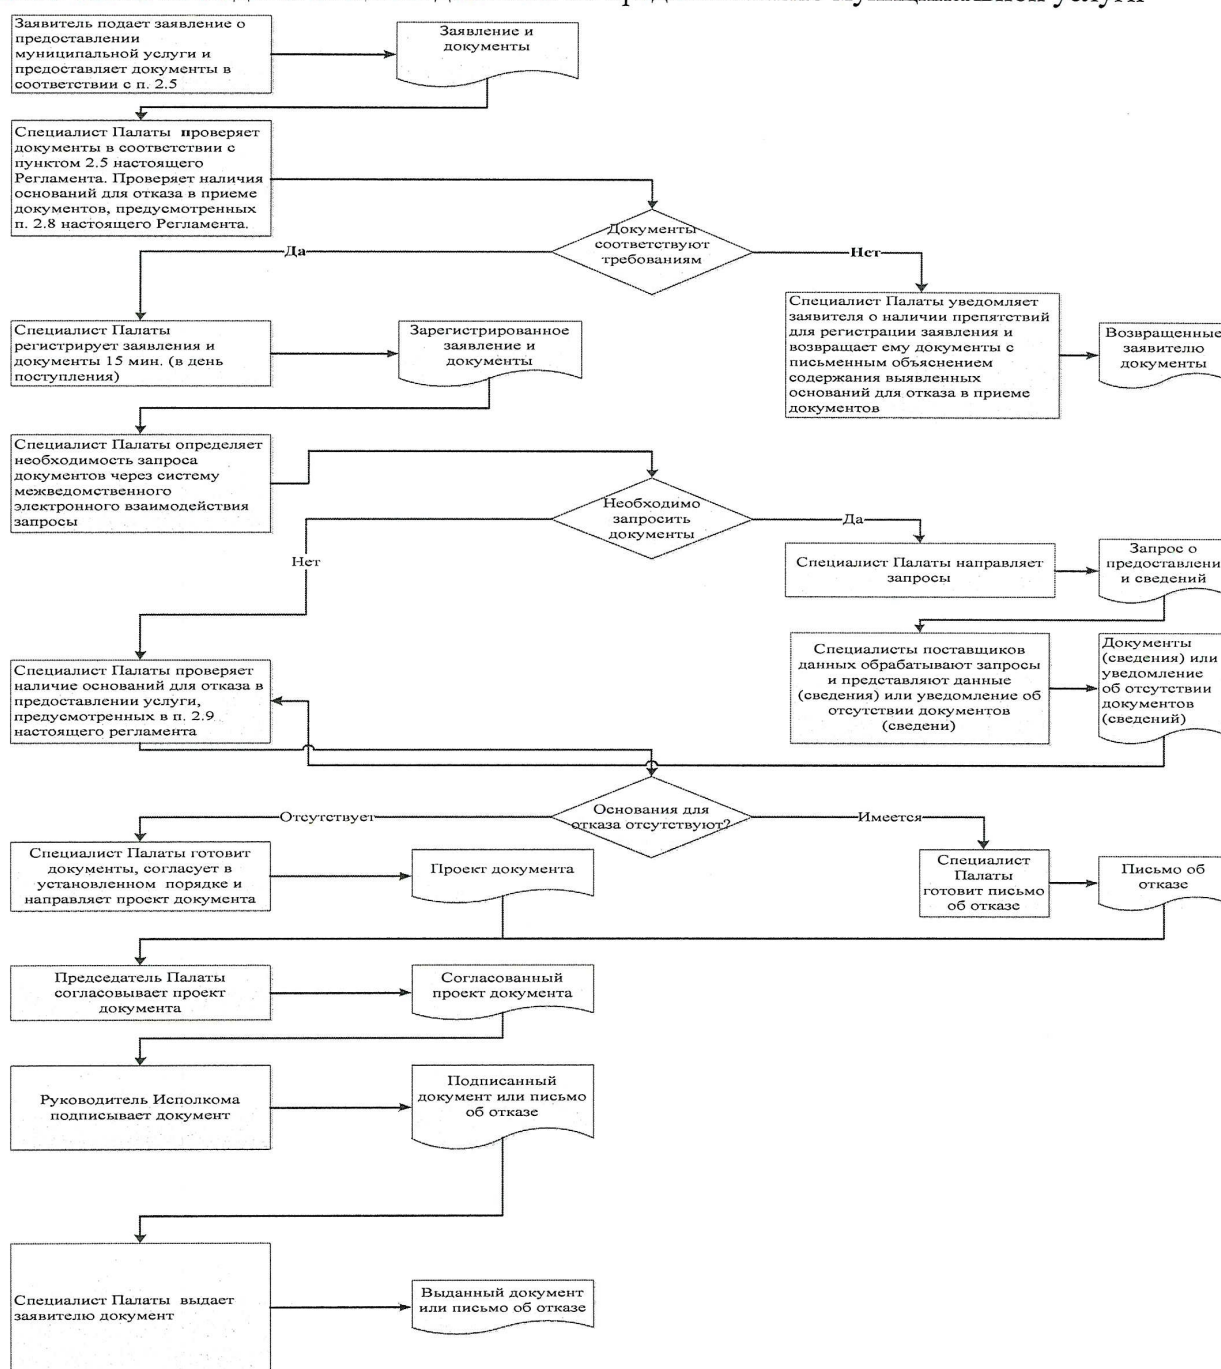 муниципальной услуги
Заявитель подает заявление о
предоставлении
муниципальной услуги и
предоставляет документы в
соответствии с п. 2.5
Заявление и
документы
Специалист Палаты проверяет
документы в соответствии с
пунктом 2.5 настоящего
Регламента. Проверяет наличия
оснований для отказа в приеме
документов, предусмотренных
п. 2.8 настоящего Регламента.
Документы
соответствуют
требованиям
Да
Нет
Специалист Палаты
регистрирует заявления и
документы 15 мин. (в день
поступления)
Зарегистрированное
заявление и
документы
Специалист Палаты уведомляет
заявителя о наличии препятствий
для регистрации заявления и
возвращает ему документы с
письменным объяснением
содержания выявленных
оснований для отказа в приеме
документов
Возвращенные
заявителю
документы
Специалист Палаты определяет
необходимость запроса
документов через систему
межведомственного
электронного взаимодействия
запросы
Необходимо
запросить
документы
Да
Нет
Специалист Палаты направляет
запросы
Запрос о
предоставлени
и сведений
Специалист Палаты проверяет
наличие оснований для отказа в
предоставлении услуги,
предусмотренных в п. 2.9
настоящего регламента
Специалисты поставщиков
данных обрабатывают запросы
и представляют данные
(сведения) или уведомление об
отсутствии документов
(сведени)
Документы
(сведения) или
уведомление
об отсутствии
документов
(сведений)
Основания для
отказа отсутствуют?
Отсутствует
Имеется
Специалист Палаты готовит
документы, согласует в
установленном порядке и
направляет проект документа
Проект документа
Специалист
Палаты
готовит письмо
об отказе
Письмо об
отказе
Председатель Палаты
согласовывает проект
документа
Согласованный
проект документа
Руководитель Исполкома
подписывает документ
Подписанный
документ или письмо
об отказе
Специалист Палаты выдает
заявителю документ
Выданный документ
или письмо об отказе